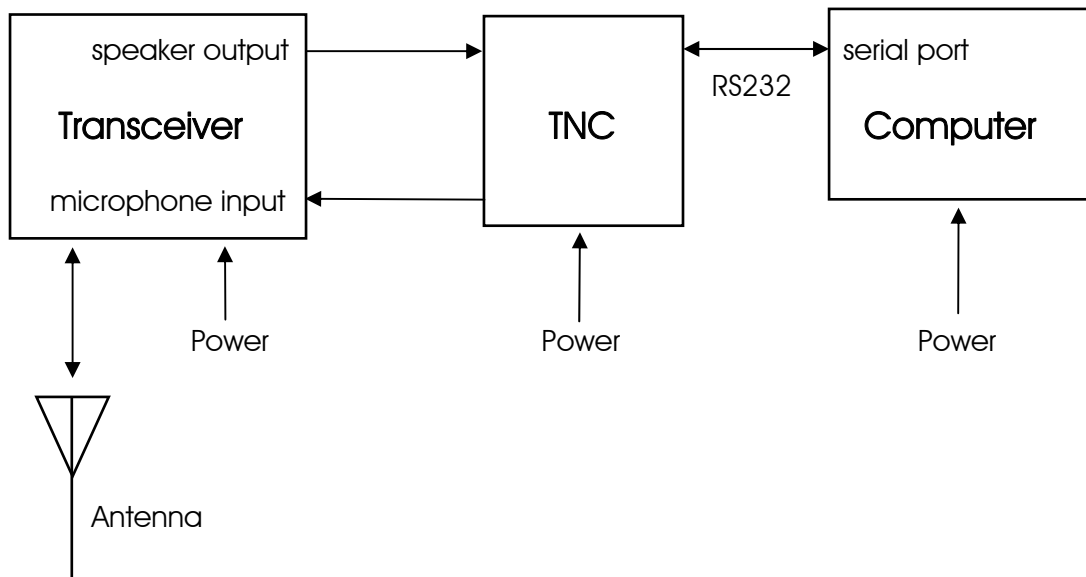 speaker output
Transceiver
microphone input
TNC
RS232
serial port
Computer
Power
Power
Power
Antenna